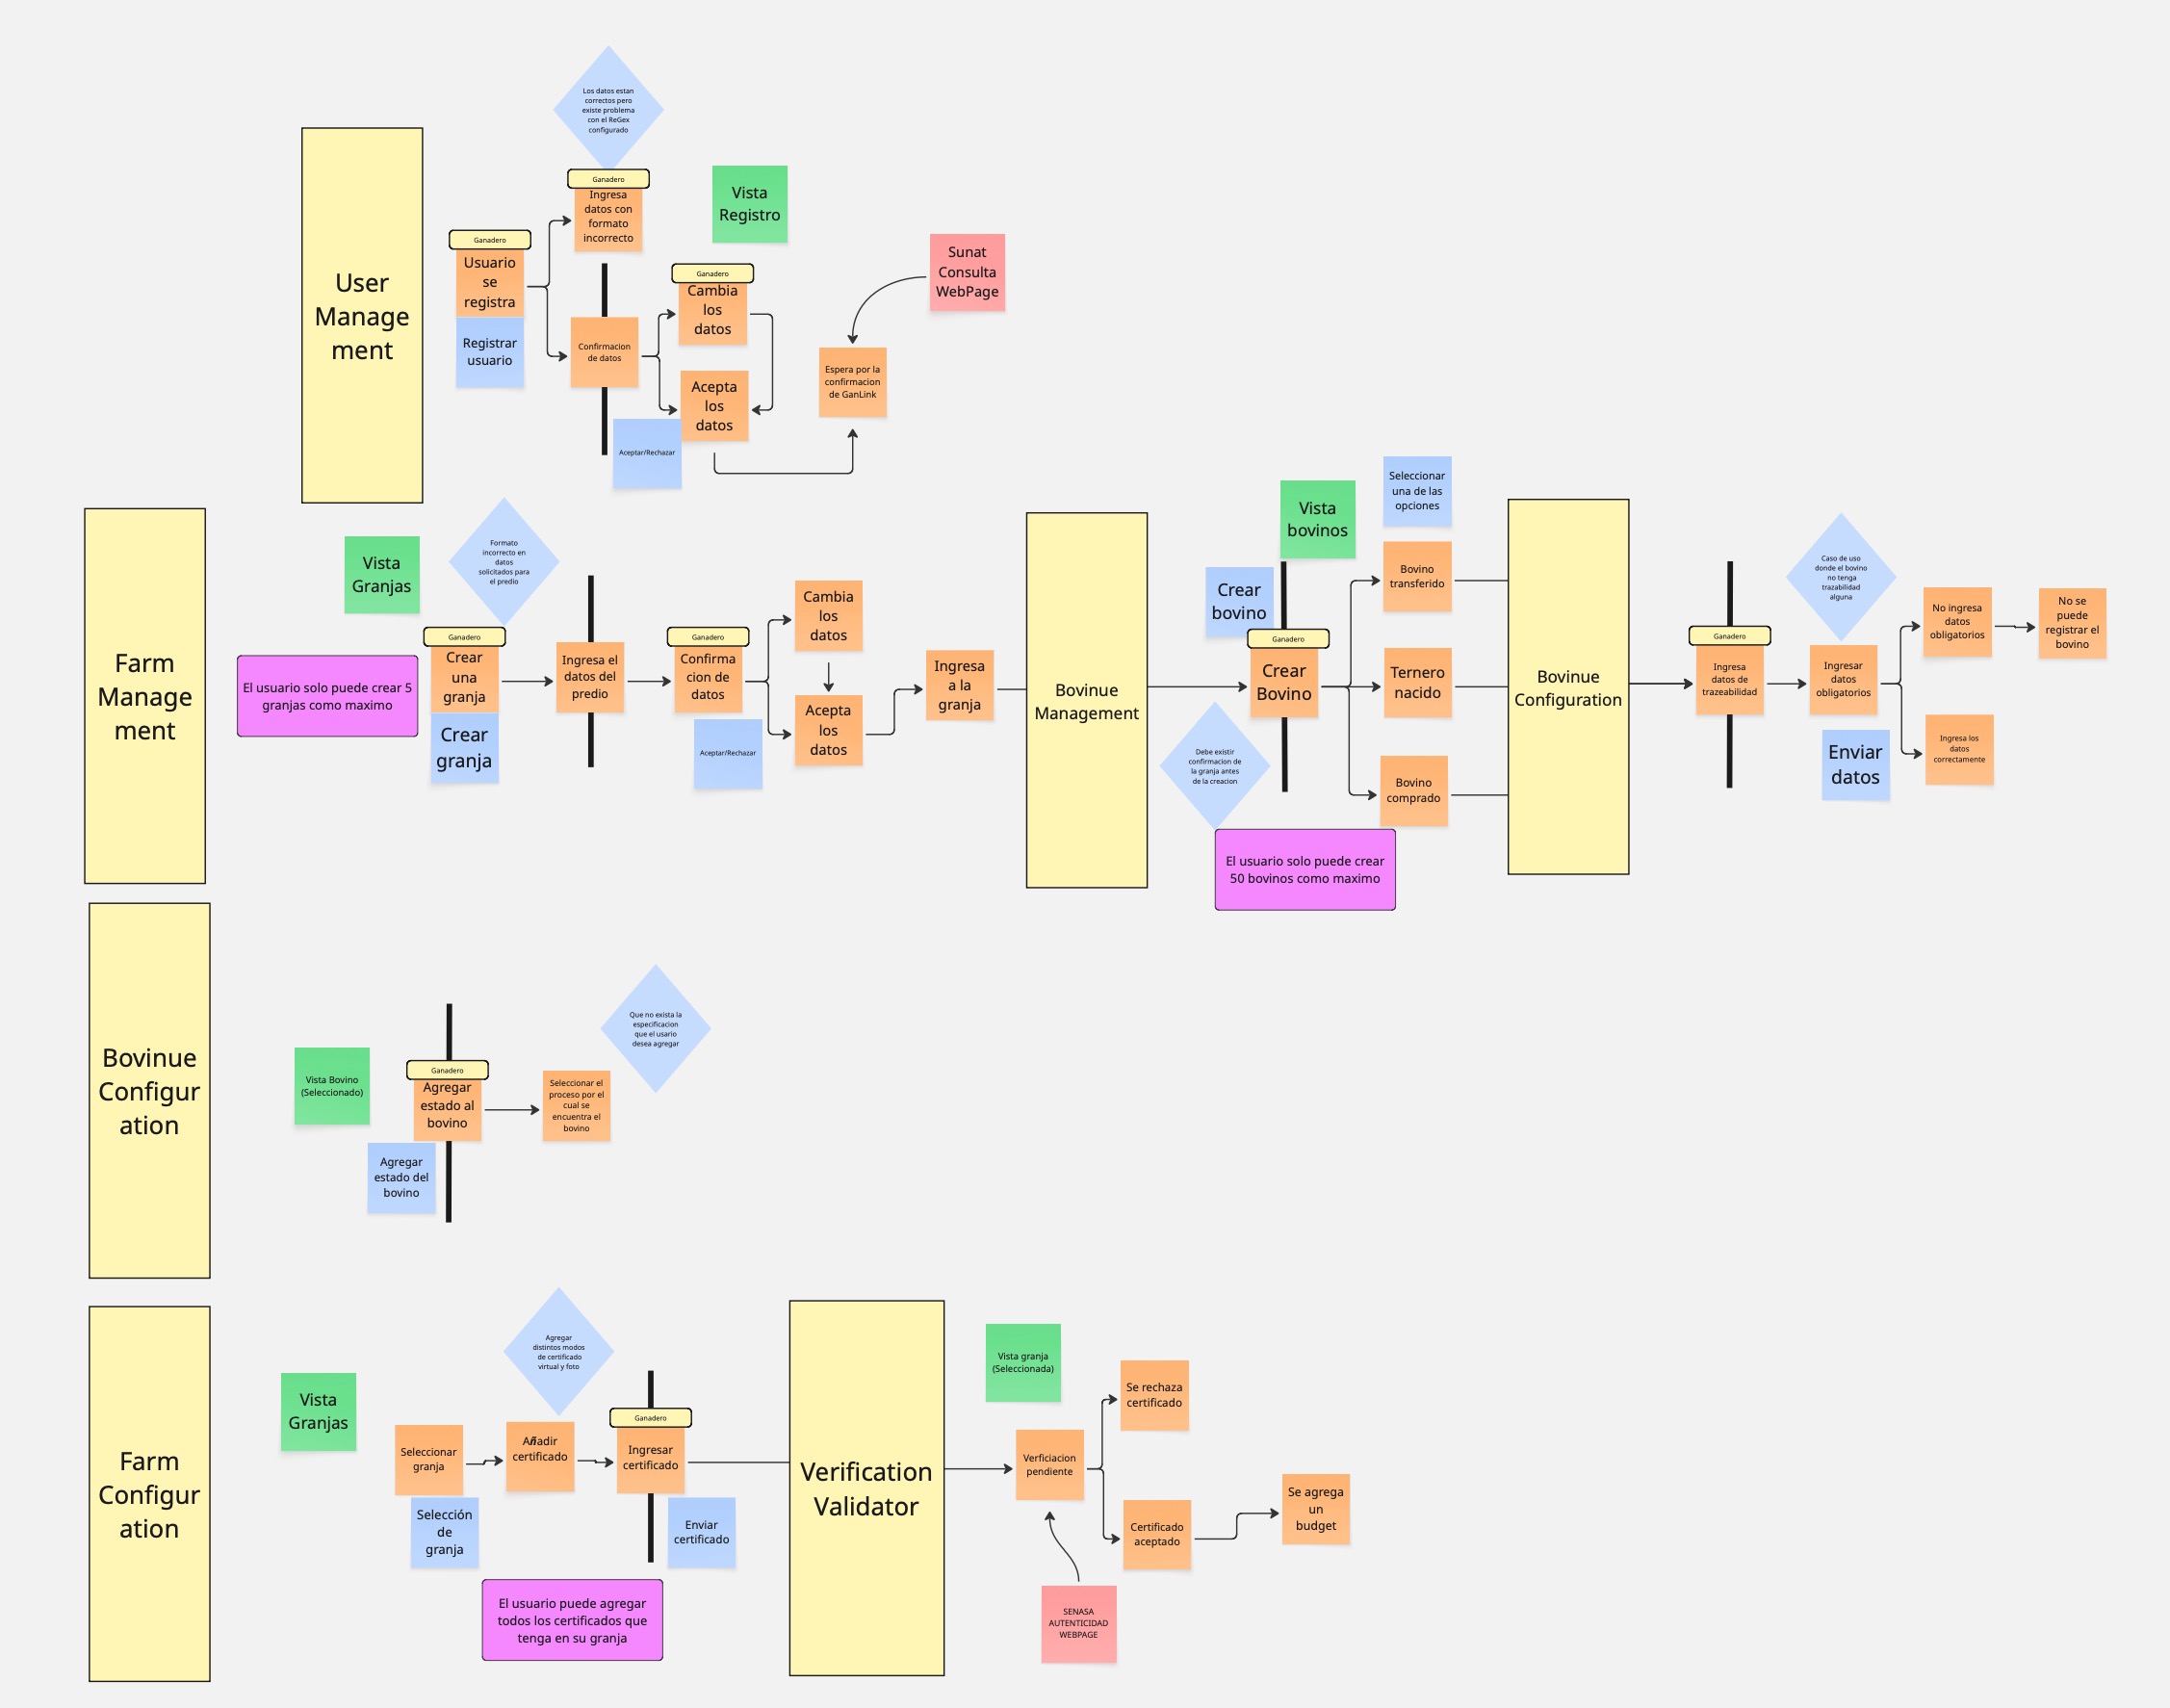 Los datos estan
correctos pero
existe problema
con el ReGex
configurado
User
Manage
ment
Ganadero
Ingresa
datos con
formato
incorrecto
Vista
Registro
Ganadero
Usuario
se
registra
Registrar
usuario
Confirmacion
de datos
Ganadero
Cambia
los
datos
Acepta
los
datos
Aceptar/Rechazar
Sunat
Consulta
WebPage
Espera por la
confirmacion
de GanLink
Farm
Manage
ment
Vista
Granjas
Formato
incorrecto en
datos
solicitados para
el predio
El usuario solo puede crear 5
granjas como maximo
Ganadero
Crear
una
granja
Crear
granja
Ingresa el
datos del
predio
Ganadero
Confirma
cion de
datos
Aceptar/Rechazar
Cambia
los
datos
Acepta
los
datos
Ingresa
a la
granja
Bovinue
Management
Vista
bovinos
Crear
bovino
Ganadero
Crear
Bovino
Debe existir
confirmacion de
la granja antes
de la creacion
El usuario solo puede crear
50 bovinos como maximo
Seleccionar
una de las
opciones
Bovino
transferido
Ternero
nacido
Bovino
comprado
Bovinue
Configuration
Ganadero
Ingresa
datos de
trazeabilidad
Caso de uso
donde el bovino
no tenga
trazabilidad
alguna
Ingresar
datos
obligatorios
Enviar
datos
No ingresa
datos
obligatorios
No se
puede
registrar el
bovino
Ingresa los
datos
correctamente
Bovinue
Configur
ation
Vista Bovino
(Seleccionado)
Ganadero
Agregar
estado al
bovino
Agregar
estado del
bovino
Seleccionar el
proceso por el
cual se
encuentra el
bovino
Que no exista la
especificacion
que el usario
desea agregar
Farm
Configur
ation
Vista
Granjas
Seleccionar
granja
Selección
de
granja
Agregar
distintos modos
de certificado
virtual y foto
Añadir
certificado
Ganadero
Ingresar
certificado
Enviar
certificado
El usuario puede agregar
todos los certificados que
tenga en su granja
Verification
Validator
Vista granja
(Seleccionada)
Verficiacion
pendiente
Se rechaza
certificado
Certificado
aceptado
Se agrega
un
budget
SENASA
AUTENTICIDAD
WEBPAGE